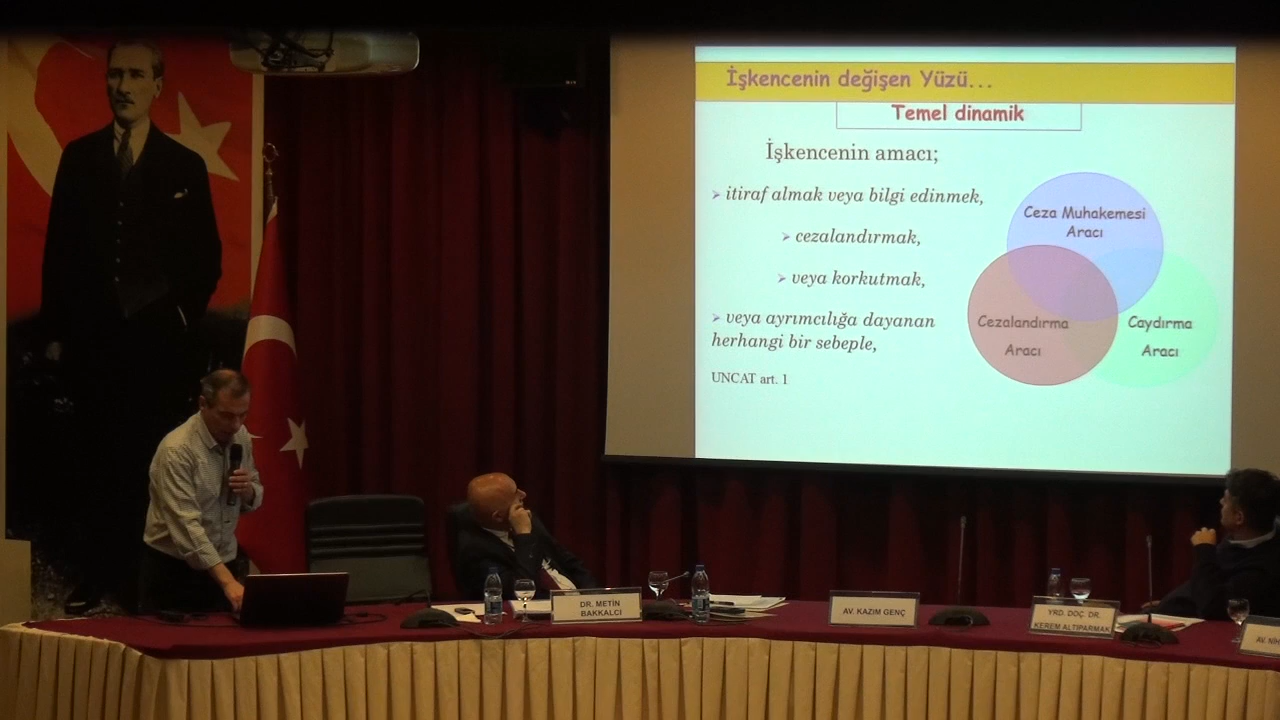 İşkencenin değişen Yüzü...
Temel dinamik
İşkencenin amacı;
➢ itiraf almak veya bilgi edinmek,
➢ cezalandırmak,
➢ veya korkutmak,
➢ veya ayrımcılığa dayanan
herhangi bir sebeple,
UNCAT art. 1
Ceza Muhakemesi
Aracı
Cezalandırma
Aracı
Caydırma
Aracı
DR. METİN
BAKKALCI
AV. KAZIM GENÇ
YRD. DOÇ. DR.
KEREM ALTIPARMAK
AV. NİH